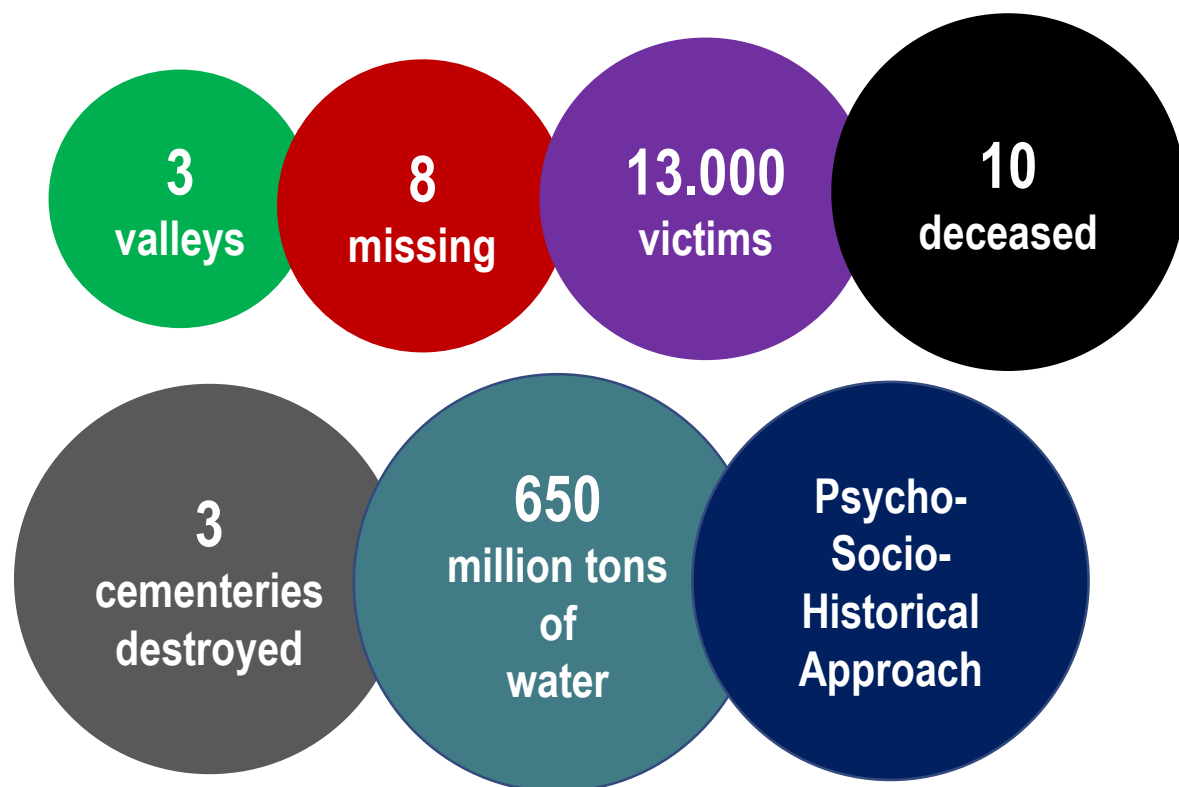 3
valleys
8
missing
13.000
victims
10
deceased
3
cementeries
destroyed
650
million tons
of
water
Psycho-
Socio-
Historical
Approach